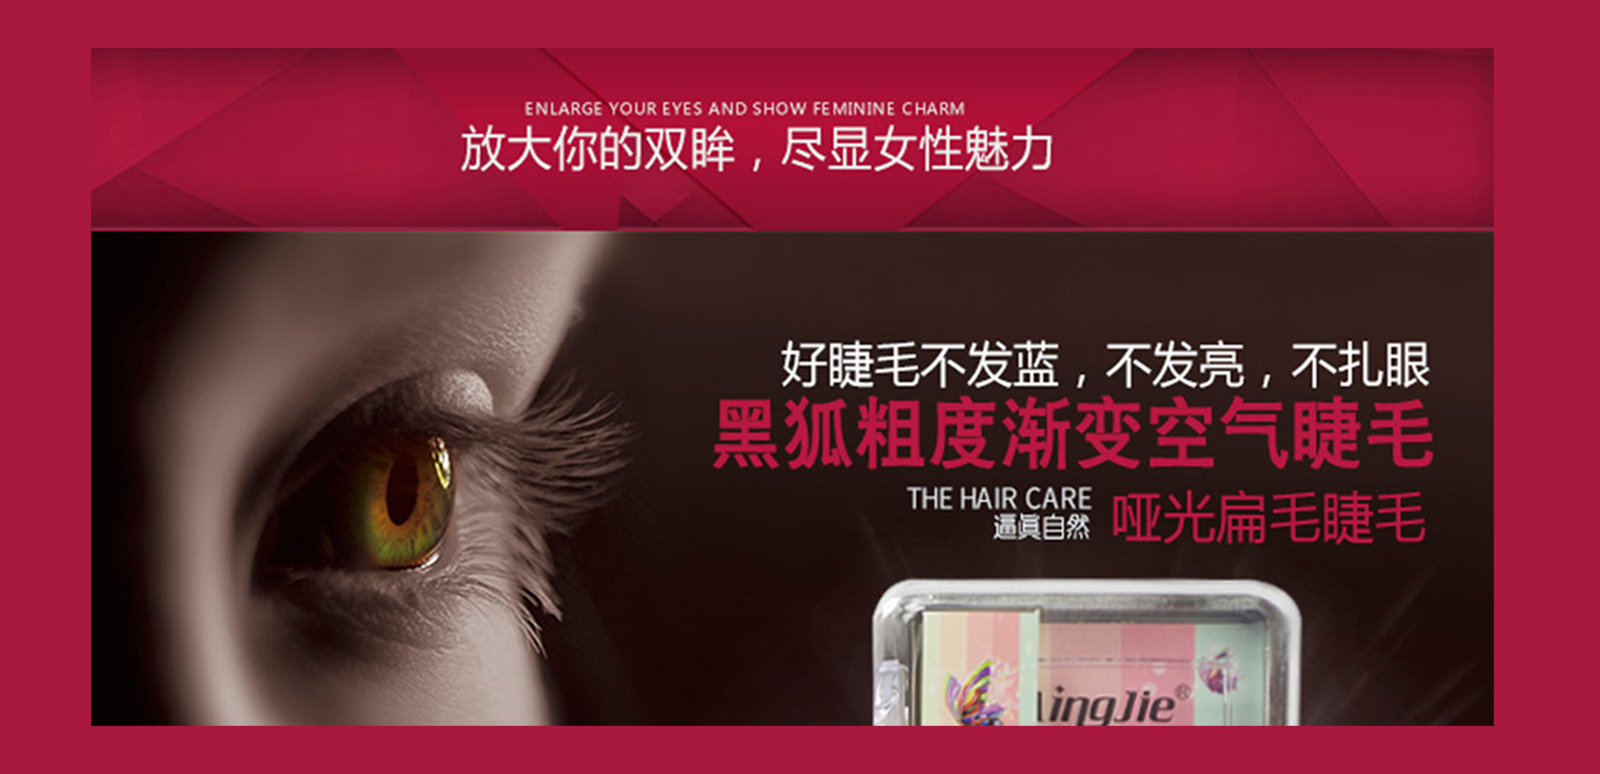 ENLARGE YOUR EYES AND SHOW FEMININE CHARM
放大你的双眸，尽显女性魅力
好睫毛不发蓝，不发亮，不扎眼
黑狐粗度渐变空气睫毛
THE HAIR CARE
逼真自然
哑光扁毛睫毛